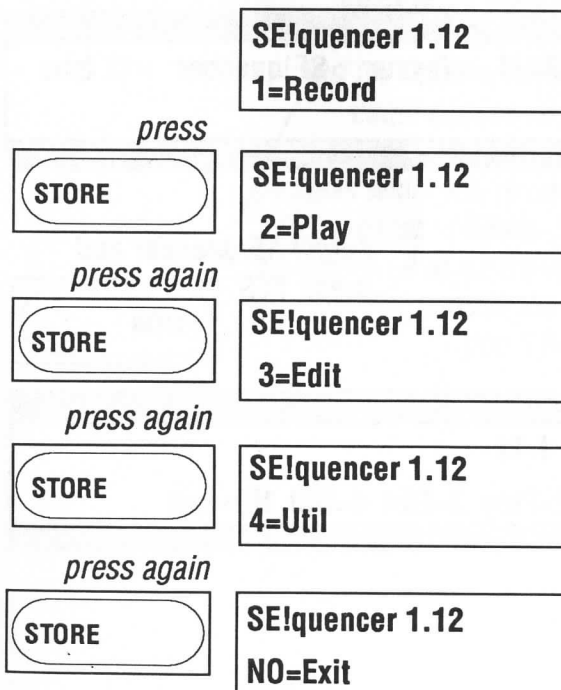 SE!quencer 1.12
1=Record
press
STORE
SE!quencer 1.12
2=Play
press again
STORE
SE!quencer 1.12
3=Edit
press again
STORE
SE!quencer 1.12
4=Util
press again
STORE
SE!quencer 1.12
NO=Exit